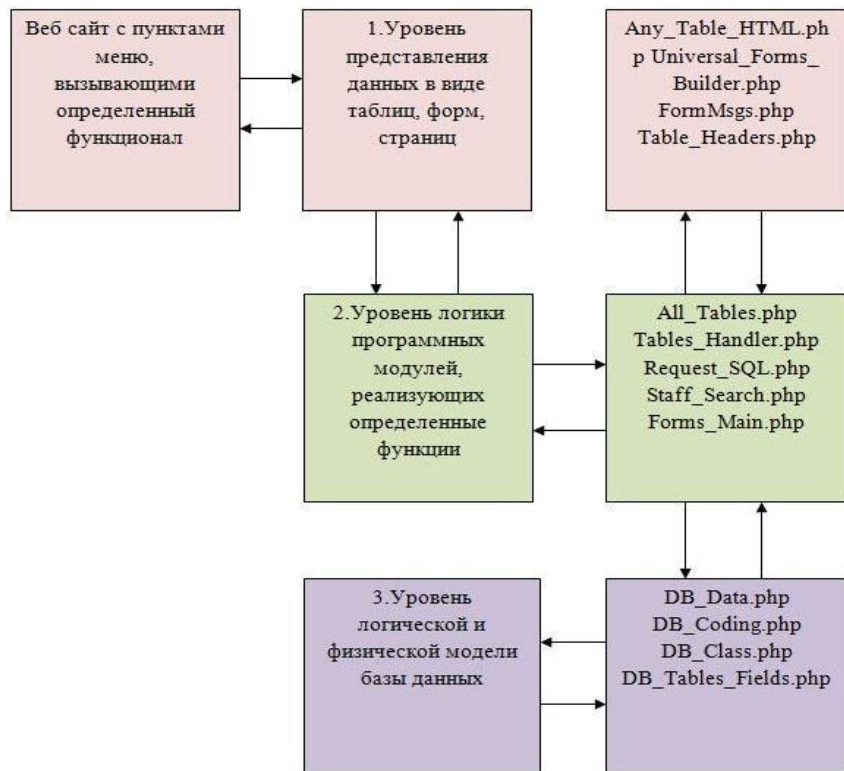 Веб сайт с пунктами
меню,
вызывающими
определенный
функционал
1.Уровень
представления
данных в виде
таблиц, форм,
страниц
Any_Table_HTML.ph
p Universal_Forms_
Builder.php
FormMsgs.php
Table_Headers.php
2.Уровень логики
программных
модулей,
реализующих
определенные
функции
All_Tables.php
Tables_Handler.php
Request_SQL.php
Staff_Search.php
Forms_Main.php
3.Уровень
логической и
физической модели
базы данных
DB_Data.php
DB_Coding.php
DB_Class.php
DB_Tables_Fields.php